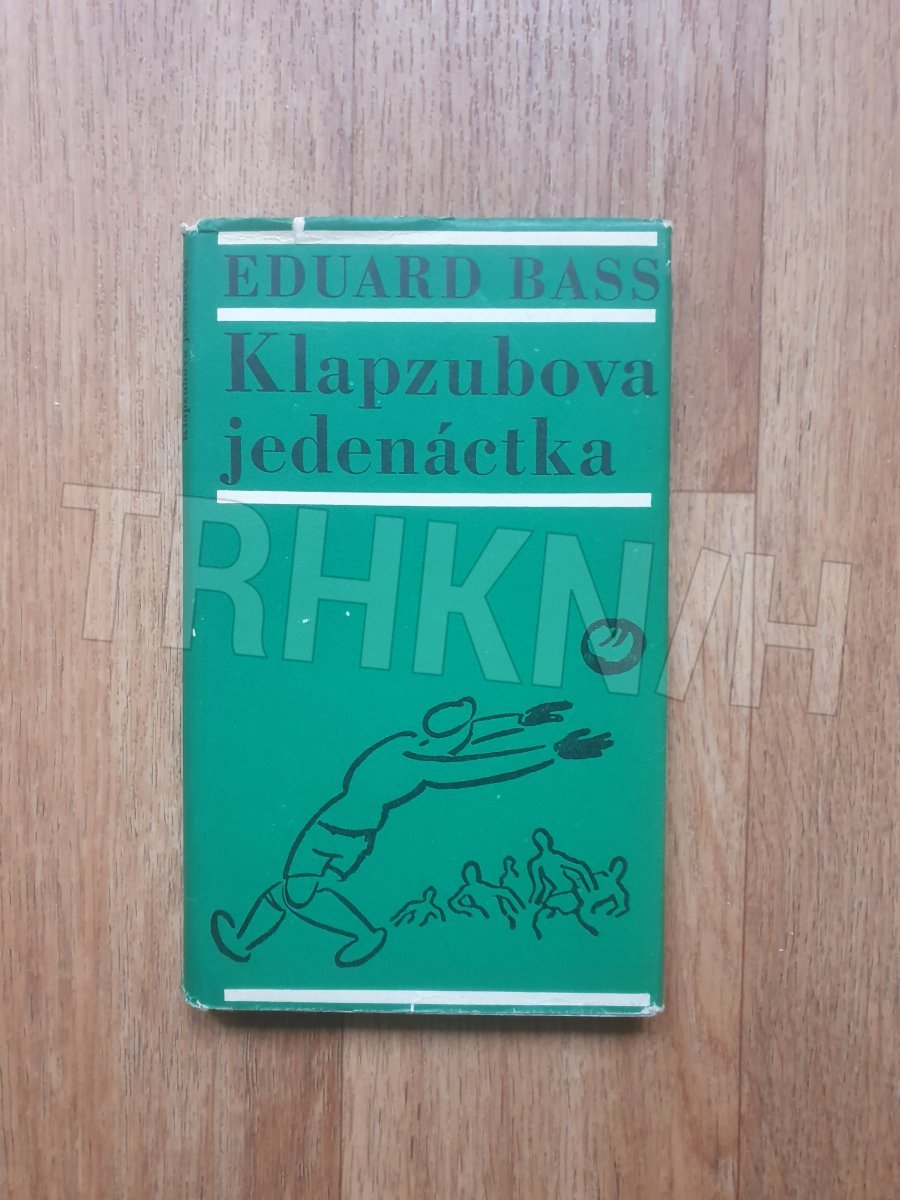 EDUARD BASS
Klapzubova
jedenáctka
TRHKNIH